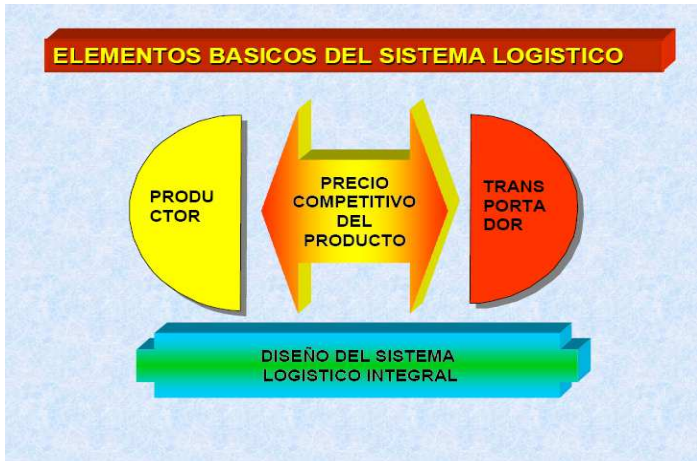 ELEMENTOS BASICOS DEL SISTEMA LOGISTICO
PRODU
CTOR
PRECIO
COMPETITIVO
DEL
PRODUCTO
TRANS
PORTA
DOR
DISEÑO DEL SISTEMA
LOGISTICO INTEGRAL